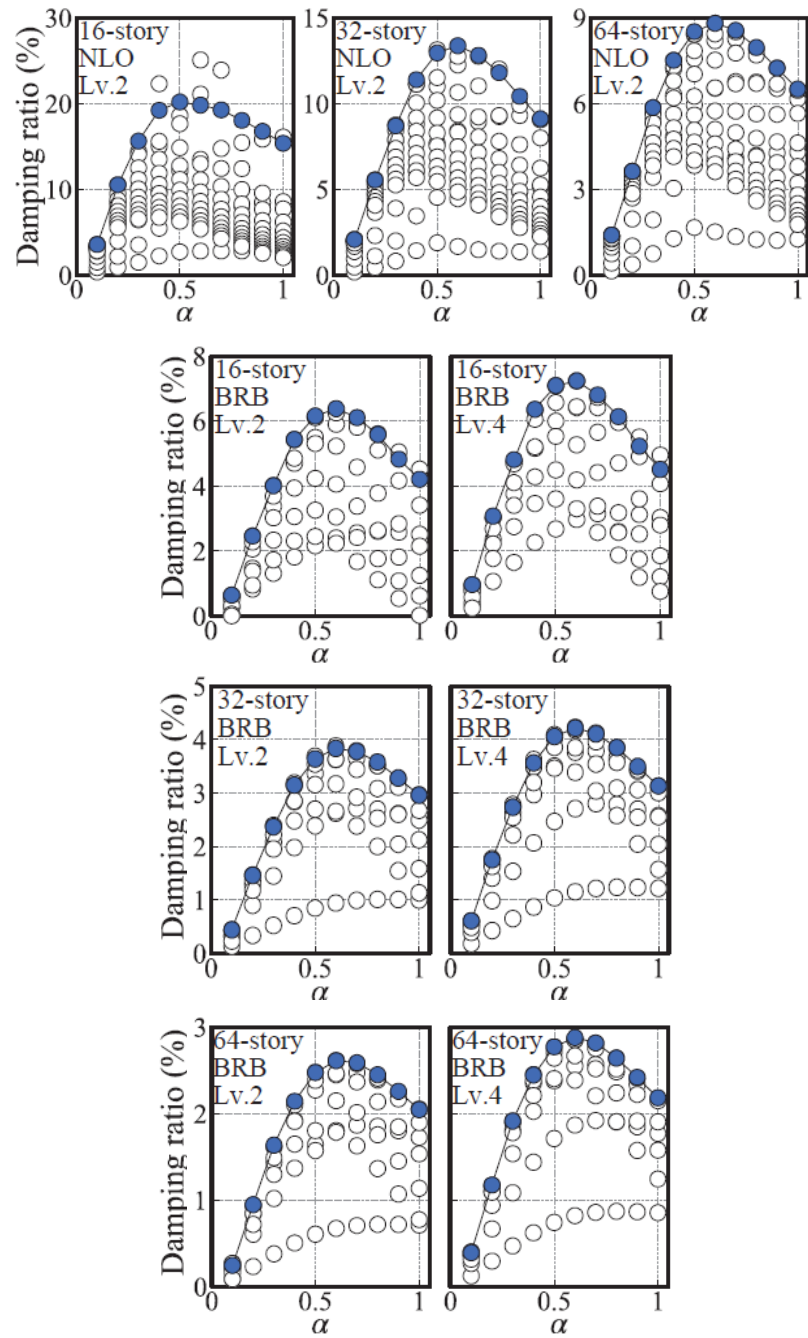 30
16-story
NLO
Lv.2
20
10
0
0
0.5
1
α
Damping ratio (%)
15
32-story
NLO
Lv.2
10
5
0
0
0.5
1
α
9
64-story
NLO
Lv.2
6
3
0
0
0.5
1
α
8
16-story
BRB
Lv.2
6
4
2
0
0
0.5
1
α
Damping ratio (%)
16-story
BRB
Lv.4
0
0.5
1
α
5
32-story
BRB
Lv.2
4
3
2
1
0
0
0.5
1
α
Damping ratio (%)
32-story
BRB
Lv.4
0
0.5
1
α
3
64-story
BRB
Lv.2
2
1
0
0
0.5
1
α
Damping ratio (%)
64-story
BRB
Lv.4
0
0.5
1
α